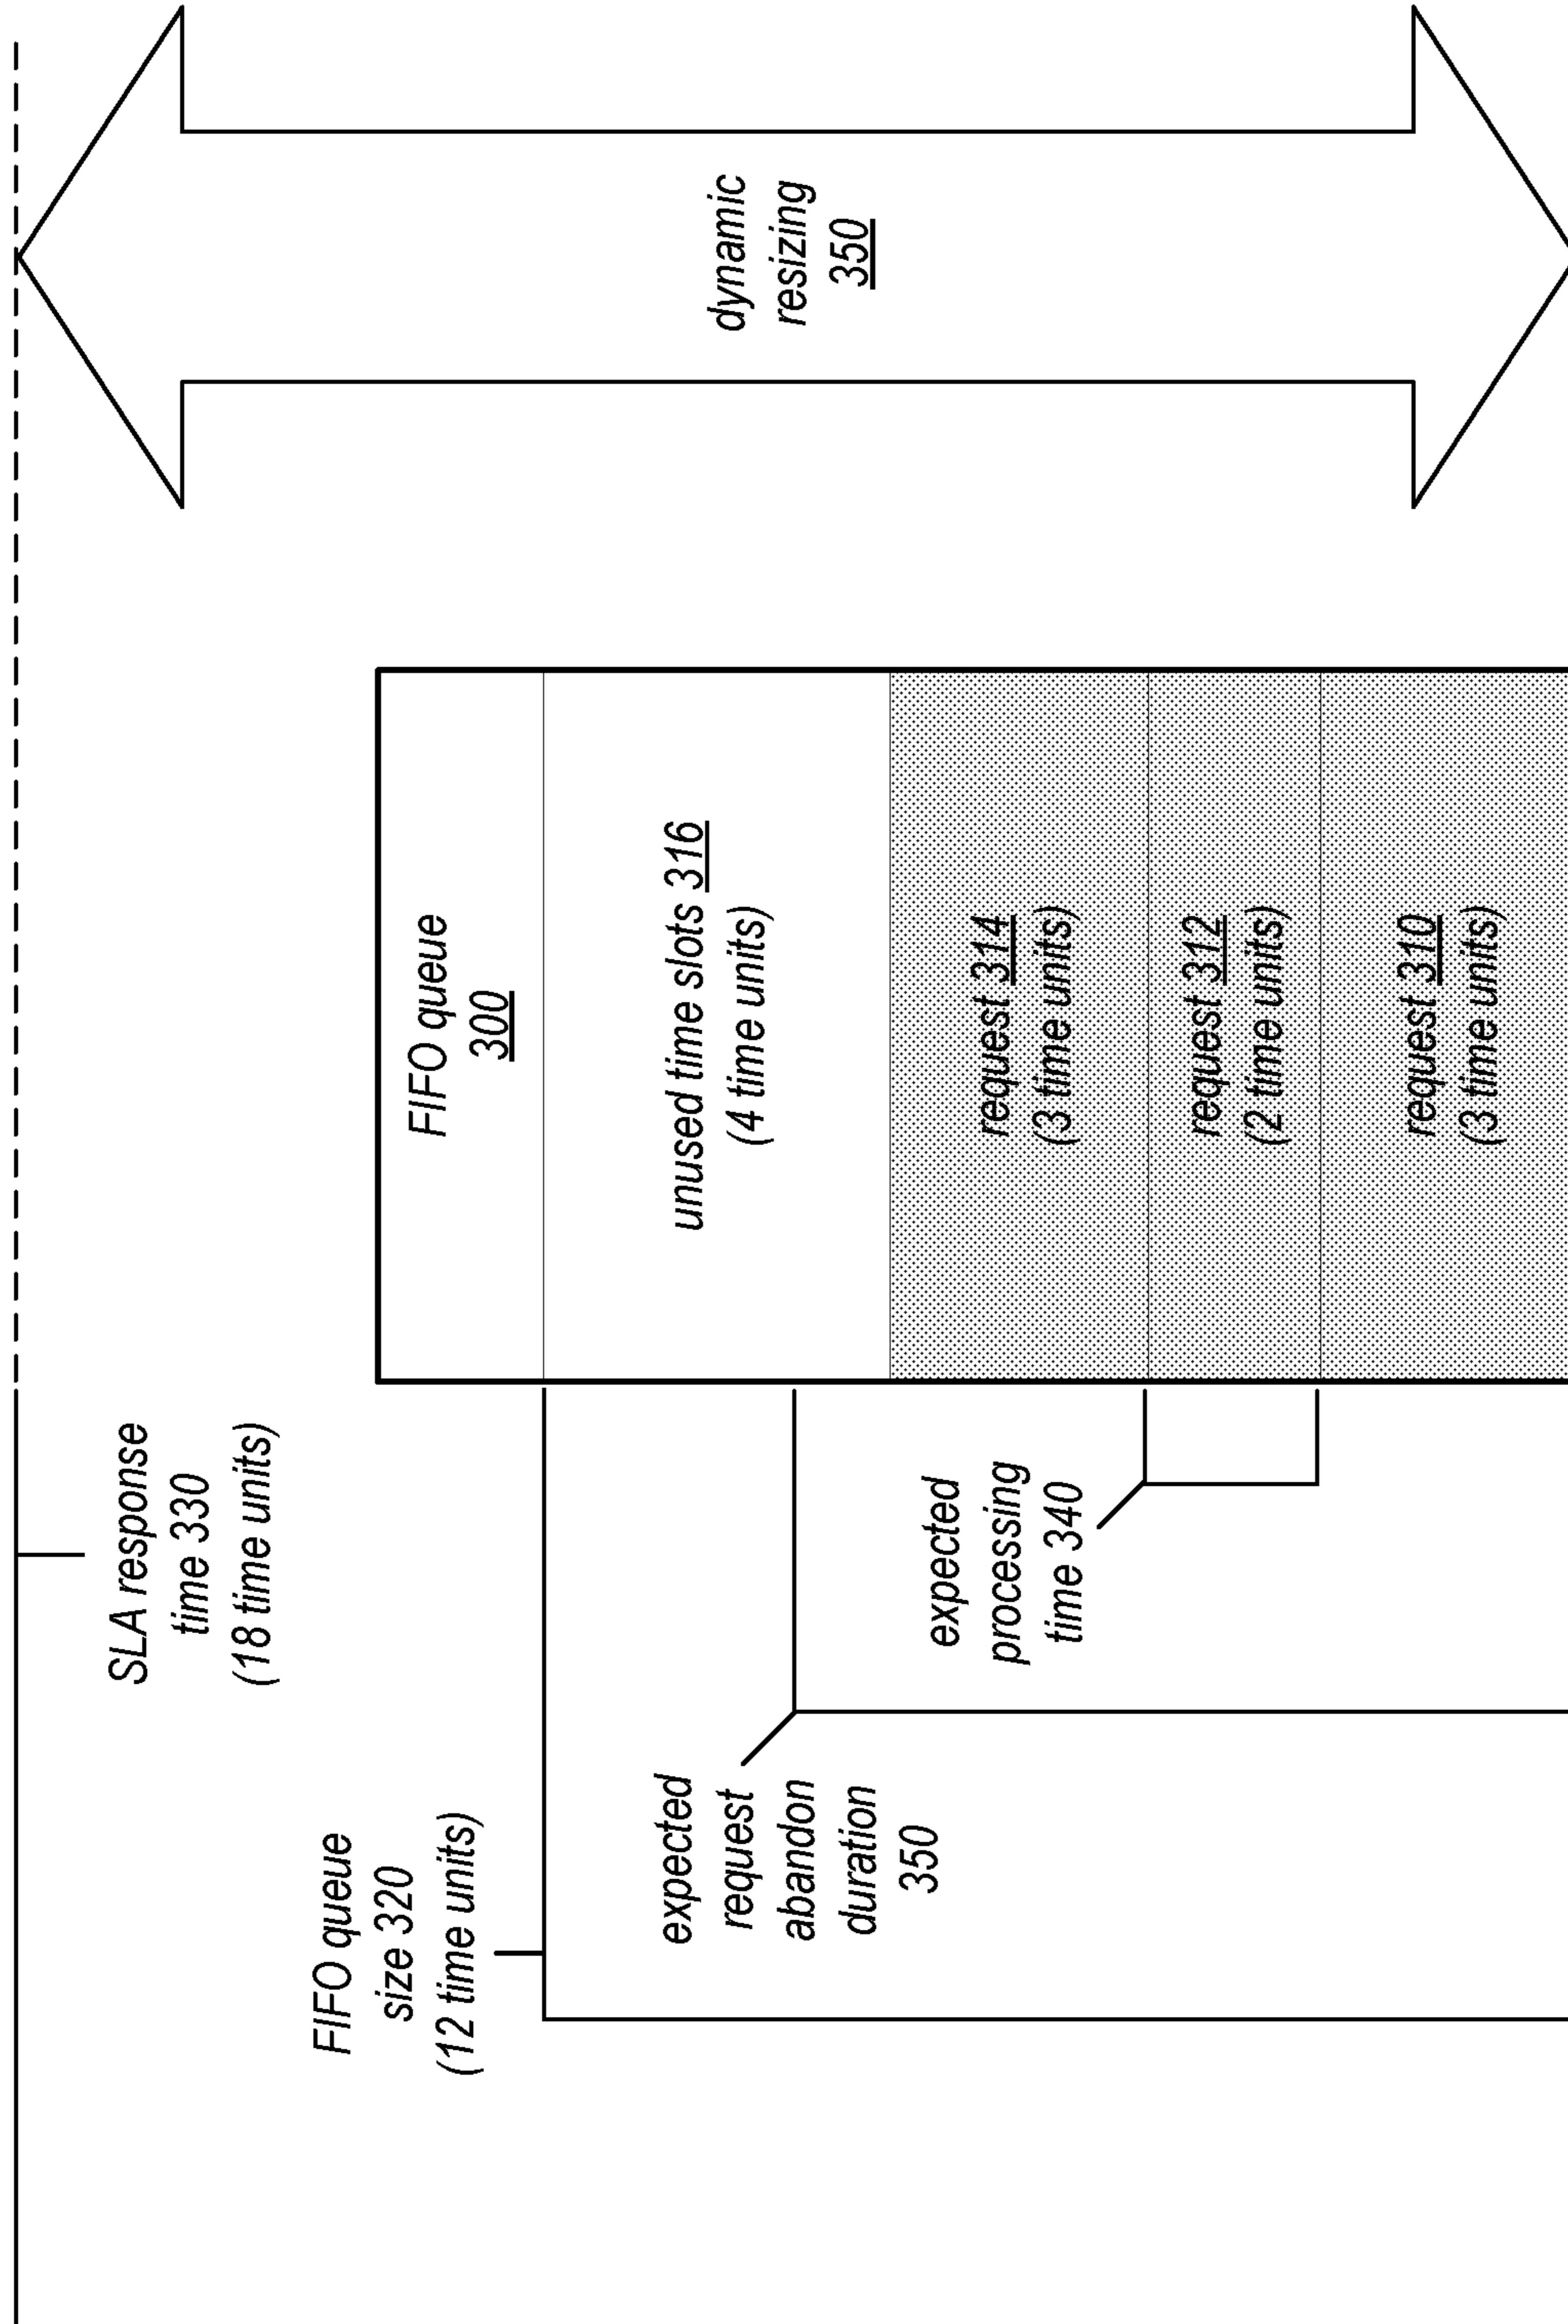 SLA response
time 330
(18 time units)
FIFO queue
size 320
(12 time units)
expected
request
abandon
duration
350
expected
processing
time 340
FIFO queue
300
unused time slots 316
(4 time units)
request 314
(3 time units)
request 312
(2 time units)
request 310
(3 time units)
dynamic
resizing
350